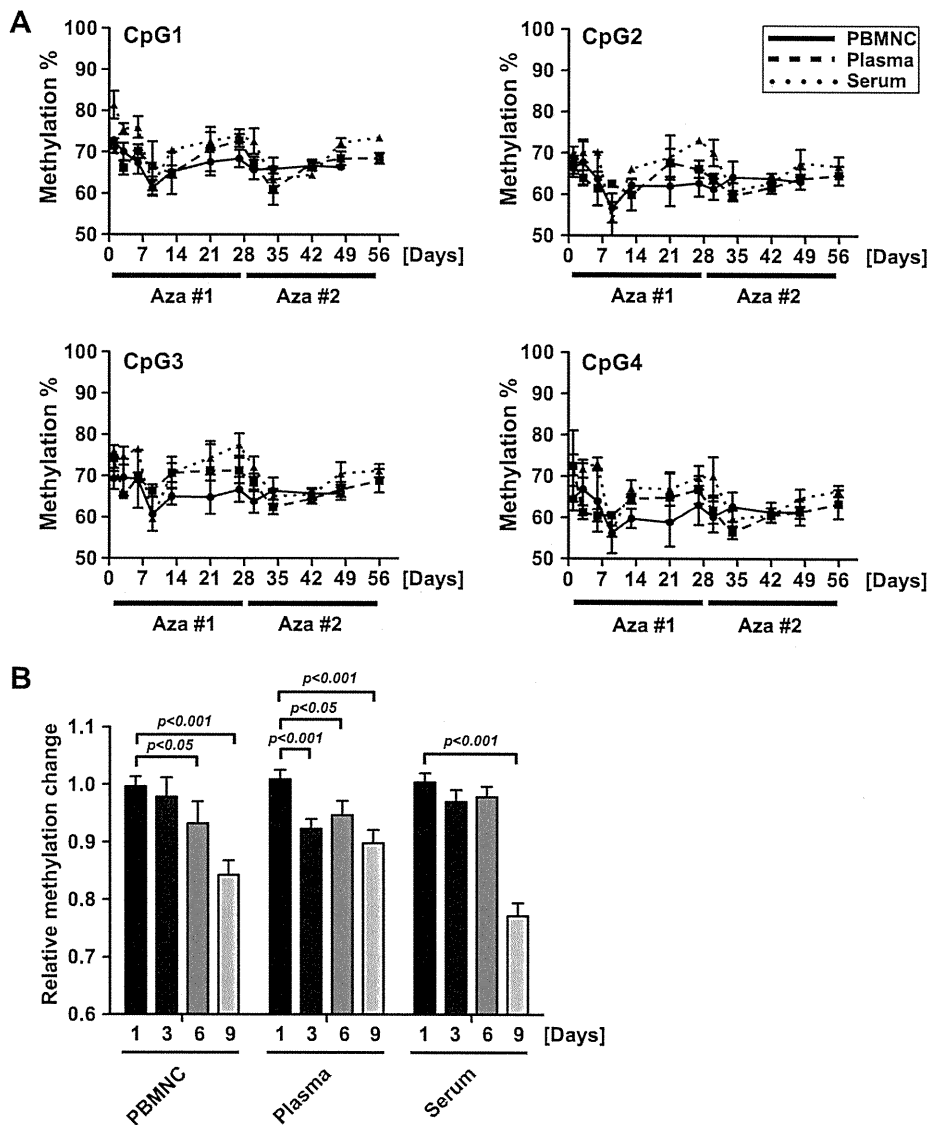 A
CpG1
Methylation %
100
90
80
70
60
50
0 7 14 21 28 35 42 49 56 [Days]
Aza #1 Aza #2
CpG2
PBMNC
Plasma
Serum
Methylation %
100
90
80
70
60
50
0 7 14 21 28 35 42 49 56 [Days]
Aza #1 Aza #2
CpG3
Methylation %
100
90
80
70
60
50
0 7 14 21 28 35 42 49 56 [Days]
Aza #1 Aza #2
CpG4
Methylation %
100
90
80
70
60
50
0 7 14 21 28 35 42 49 56 [Days]
Aza #1 Aza #2
B
Relative methylation change
1.1
1.0
0.9
0.8
0.7
0.6
p<0.001
p<0.05
p<0.001
p<0.05
p<0.001
p<0.001
1 3 6 9 1 3 6 9 1 3 6 9 [Days]
PBMNC Plasma Serum